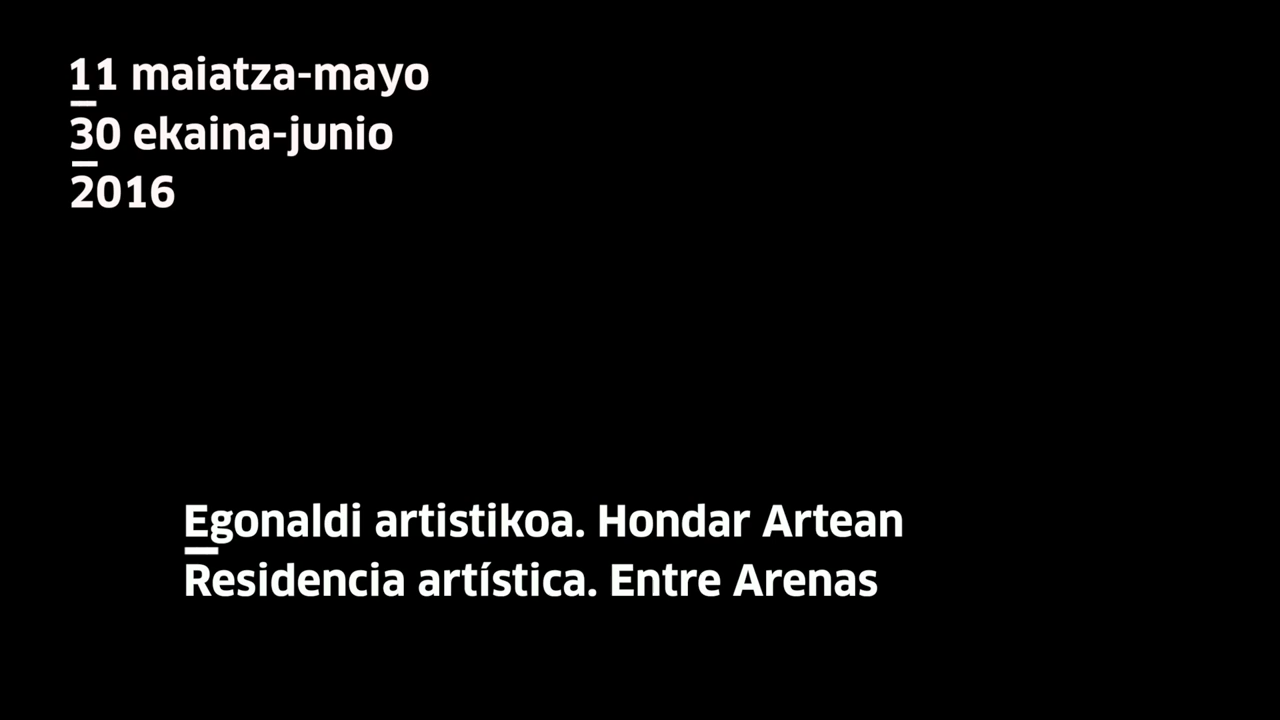 11 maiatza-mayo
30 ekaina-junio
2016
Egonaldi artistikoa. Hondar Artean
Residencia artística. Entre Arenas